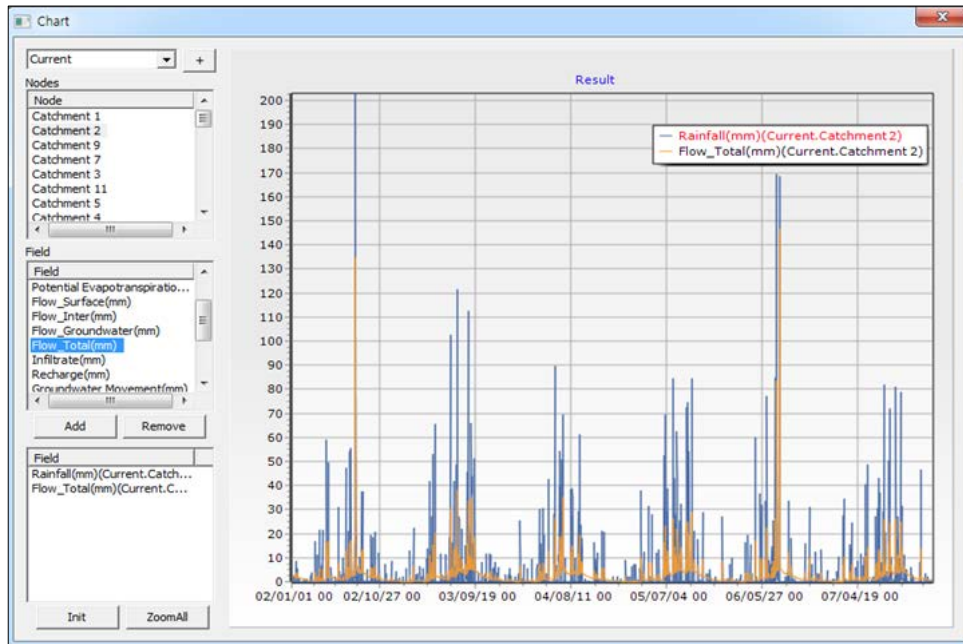 Chart
Current
+
Nodes
Node
Catchment 1
Catchment 2
Catchment 9
Catchment 7
Catchment 3
Catchment 11
Catchment 5
Catchment 4
Field
Field
Potential Evapotranspiratio...
Flow_Surface(mm)
Flow_Inter(mm)
Flow_Groundwater(mm)
Flow_Total(mm)
Infiltrate(mm)
Recharge(mm)
Groundwater Movement(mm)
Add Remove
Field
Rainfall(mm)(Current.Catch...
Flow_Total(mm)(Current.C...
Init ZoomAll
Result
Rainfall(mm)(Current.Catchment 2)
Flow_Total(mm)(Current.Catchment 2)
200
190
180
170
160
150
140
130
120
110
100
90
80
70
60
50
40
30
20
10
0
02/01/01 00 02/10/27 00 03/09/19 00 04/08/11 00 05/07/04 00 06/05/27 00 07/04/19 00